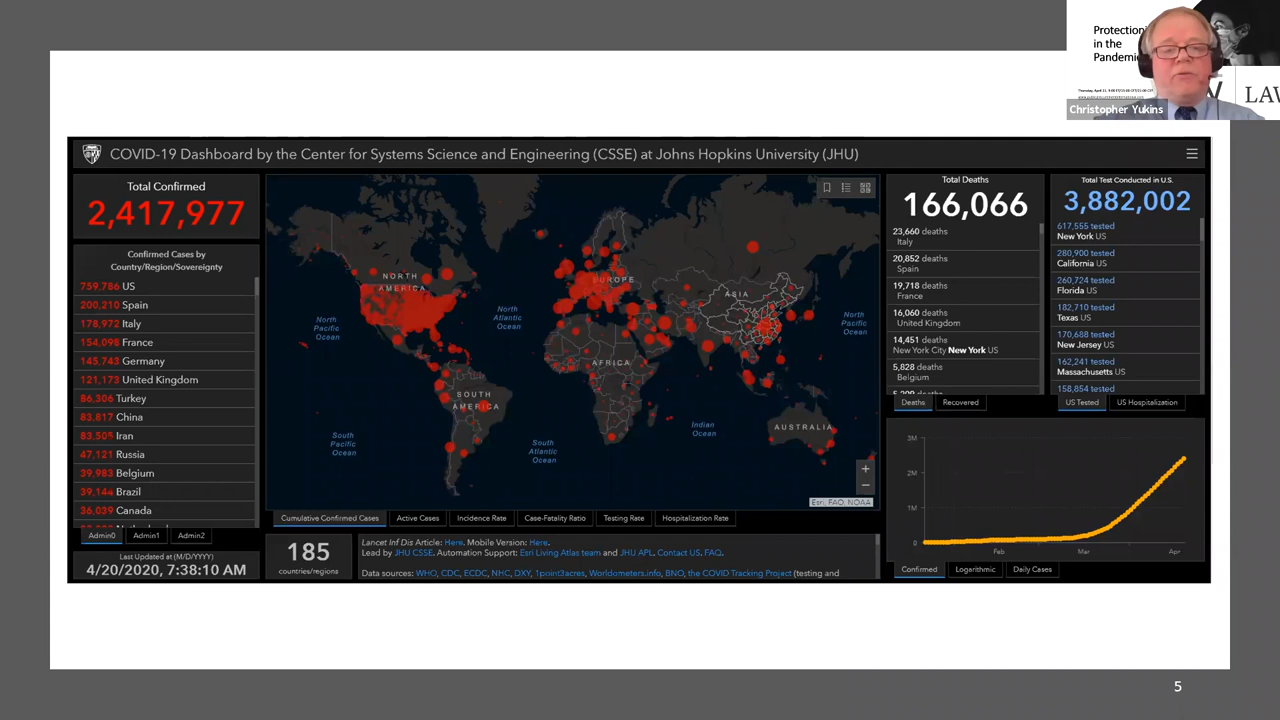 Protectioni
in the
Pandemic
LAW
Christopher Yukins
COVID-19 Dashboard by the Center for Systems Science and Engineering (CSSE) at Johns Hopkins University (JHU)
Total Confirmed
2,417,977
Confirmed Cases by
Country/Region/Sovereignty
759,786 US
200,210 Spain
178,972 Italy
154,098 France
145,743 Germany
121,173 United Kingdom
86,306 Turkey
83,817 China
83,505 Iran
47,121 Russia
39,983 Belgium
39,144 Brazil
36,039 Canada
Admin0
Admin1
Admin2
Last Updated at (M/D/YYYY)
4/20/2020, 7:38:10 AM
NORTH
AMERICA
EUROPE
ASIA
AFRICA
SOUTH
AMERICA
AUSTRALIA
North
Pacific
Ocean
North
Atlantic
Ocean
North
Pacific
Ocean
South
Pacific
Ocean
South
Atlantic
Ocean
Indian
Ocean
+
−
Esri, FAO, NOAA
Cumulative Confirmed Cases
Active Cases
Incidence Rate
Case-Fatality Ratio
Testing Rate
Hospitalization Rate
185
countries/regions
Lancet Inf Dis Article: Here. Mobile Version: Here.
Lead by JHU CSSE. Automation Support: Esri Living Atlas team and JHU APL. Contact US. FAQ.
Data sources: WHO, CDC, ECDC, NHC, DXY, 1point3acres, Worldometers.info, BNO, the COVID Tracking Project (testing and
Total Deaths
166,066
23,660 deaths
Italy
20,852 deaths
Spain
19,718 deaths
France
16,060 deaths
United Kingdom
14,451 deaths
New York City New York US
5,828 deaths
Belgium
Deaths
Recovered
Total Test Conducted in U.S.
3,882,002
617,555 tested
New York US
280,900 tested
California US
260,724 tested
Florida US
182,710 tested
Texas US
170,688 tested
New Jersey US
162,241 tested
Massachusetts US
158,854 tested
US Tested
US Hospitalization
3M
2M
1M
0
Feb
Mar
Apr
Confirmed
Logarithmic
Daily Cases
5